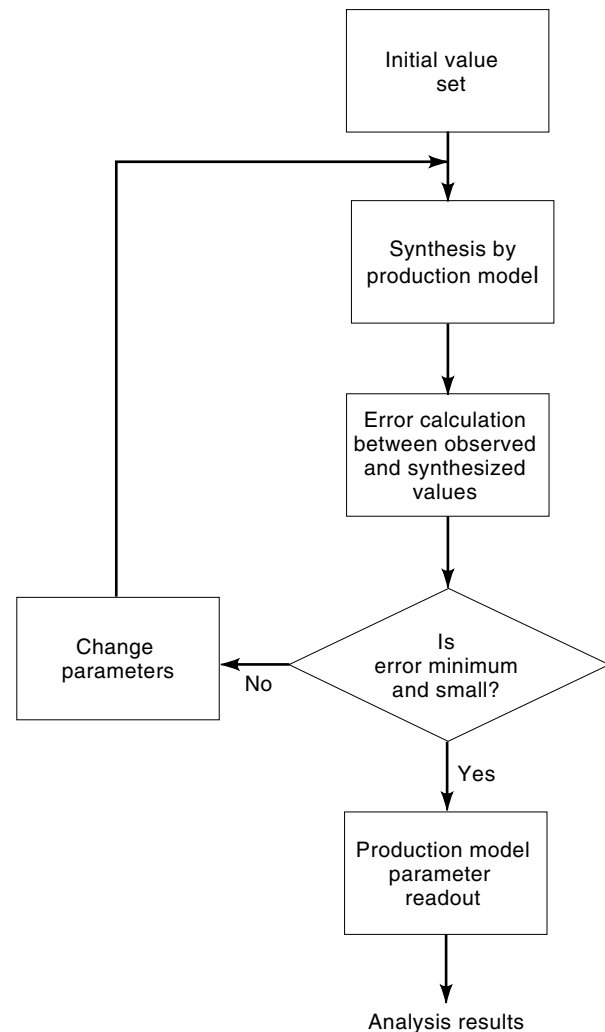 Initial value
set
Synthesis by
production model
Error calculation
between observed
and synthesized
values
Is
error minimum
and small?
No
Change
parameters
Yes
Production model
parameter
readout
Analysis results